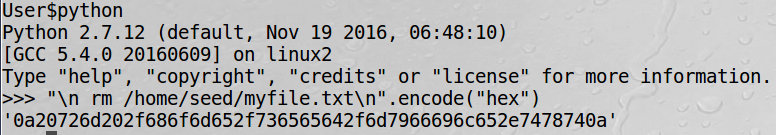 User$python
Python 2.7.12 (default, Nov 19 2016, 06:48:10)
[GCC 5.4.0 20160609] on linux2
Type "help", "copyright", "credits" or "license" for more information.
>>> "\n rm /home/seed/myfile.txt\n".encode("hex")
'0a20726d202f686f6d652f736565642f6d7966696c652e7478740a'